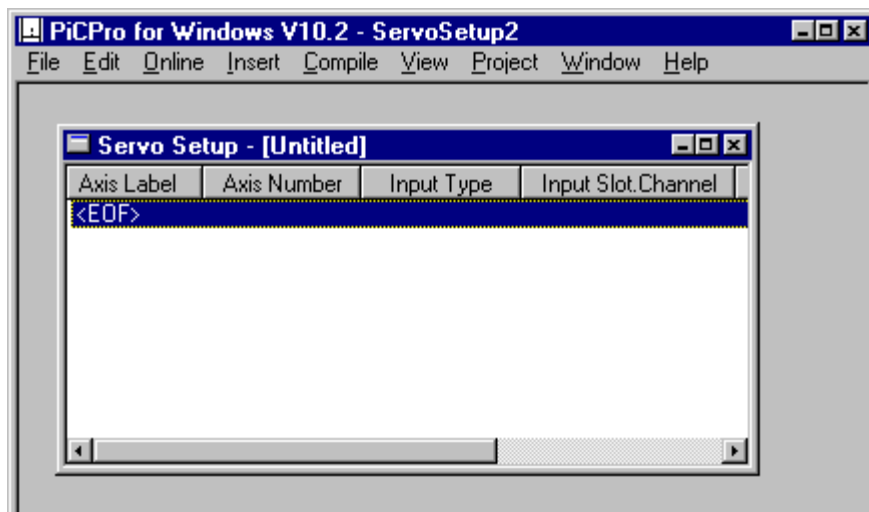 PiCPro for Windows V10.2 - ServoSetup2
File Edit Online Insert Compile View Project Window Help
Servo Setup - [Untitled]
Axis Label Axis Number Input Type Input Slot.Channel
<EOF>